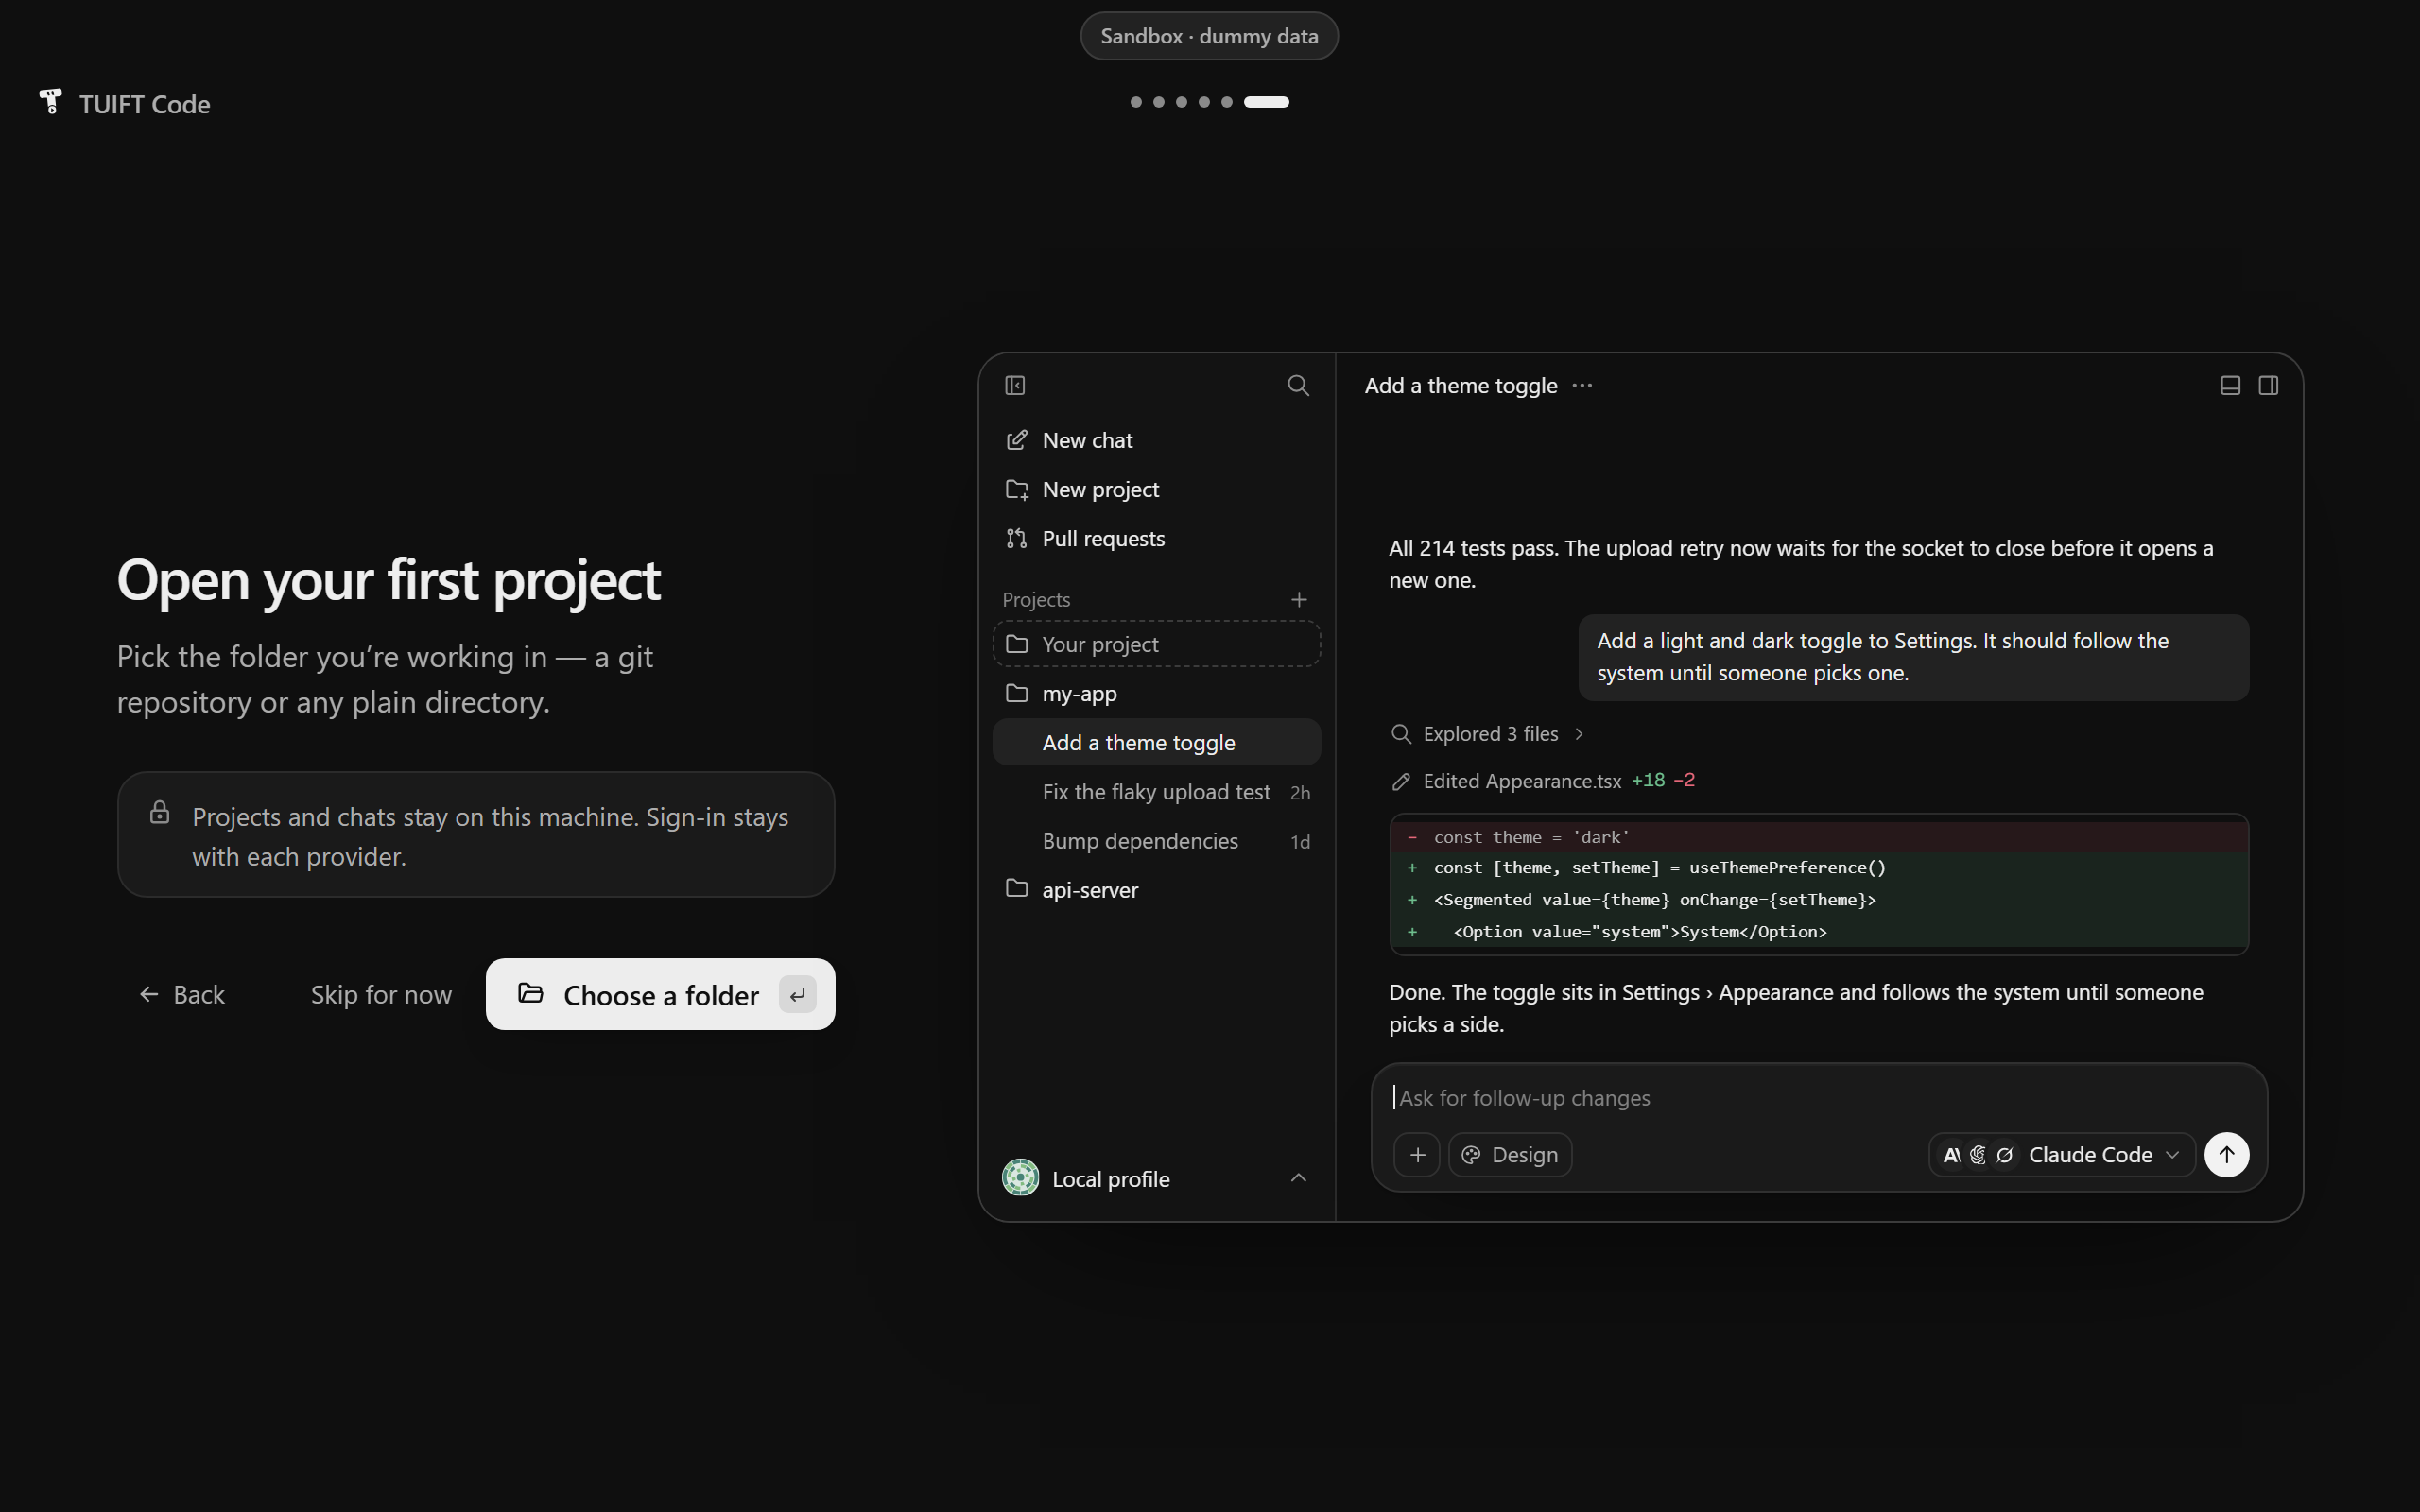 Sandbox · dummy data
TUIFT Code
Open your first project
Pick the folder you’re working in — a git
repository or any plain directory.
Projects and chats stay on this machine. Sign-in stays
with each provider.
Back
Skip for now
Choose a folder
New chat
New project
Pull requests
Projects
Your project
my-app
Add a theme toggle
Fix the flaky upload test 2h
Bump dependencies 1d
api-server
Local profile
Add a theme toggle
All 214 tests pass. The upload retry now waits for the socket to close before it opens a
new one.
Add a light and dark toggle to Settings. It should follow the
system until someone picks one.
Explored 3 files
Edited Appearance.tsx +18 −2
− const theme = 'dark'
+ const [theme, setTheme] = useThemePreference()
+ <Segmented value={theme} onChange={setTheme}>
+ <Option value="system">System</Option>
Done. The toggle sits in Settings › Appearance and follows the system until someone
picks a side.
Ask for follow-up changes
Design
Claude Code